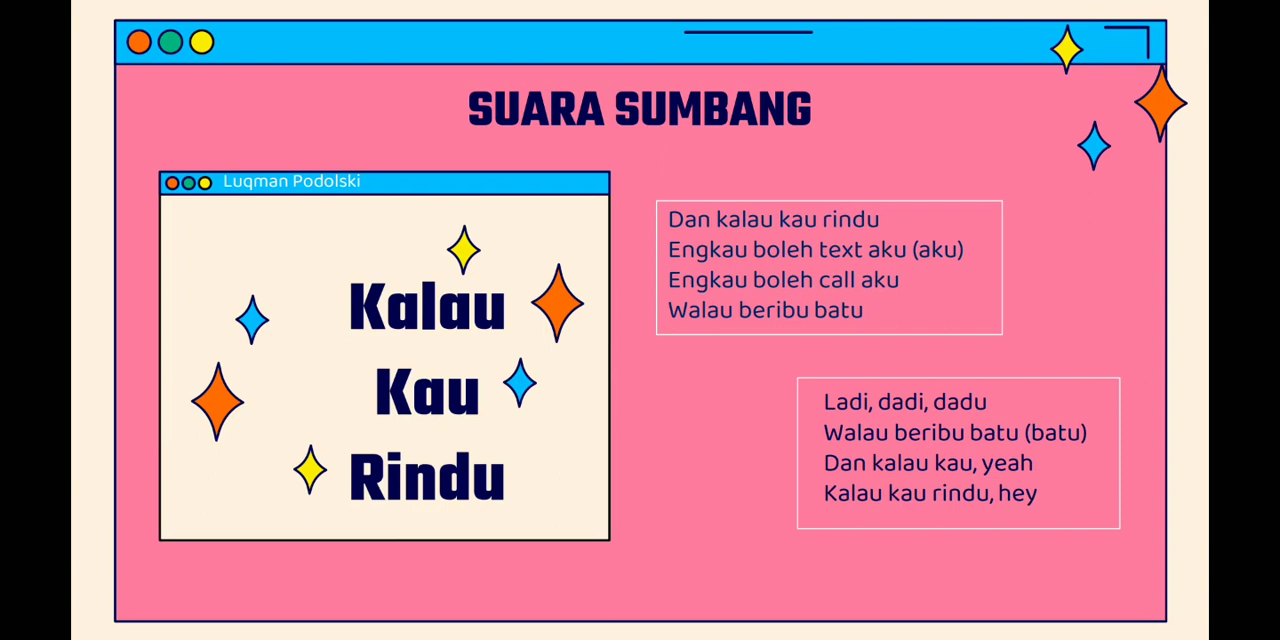 SUARA SUMBANG
Luqman Podolski
Kalau
Kau
Rindu
Dan kalau kau rindu
Engkau boleh text aku (aku)
Engkau boleh call aku
Walau beribu batu
Ladi, dadi, dadu
Walau beribu batu (batu)
Dan kalau kau, yeah
Kalau kau rindu, hey